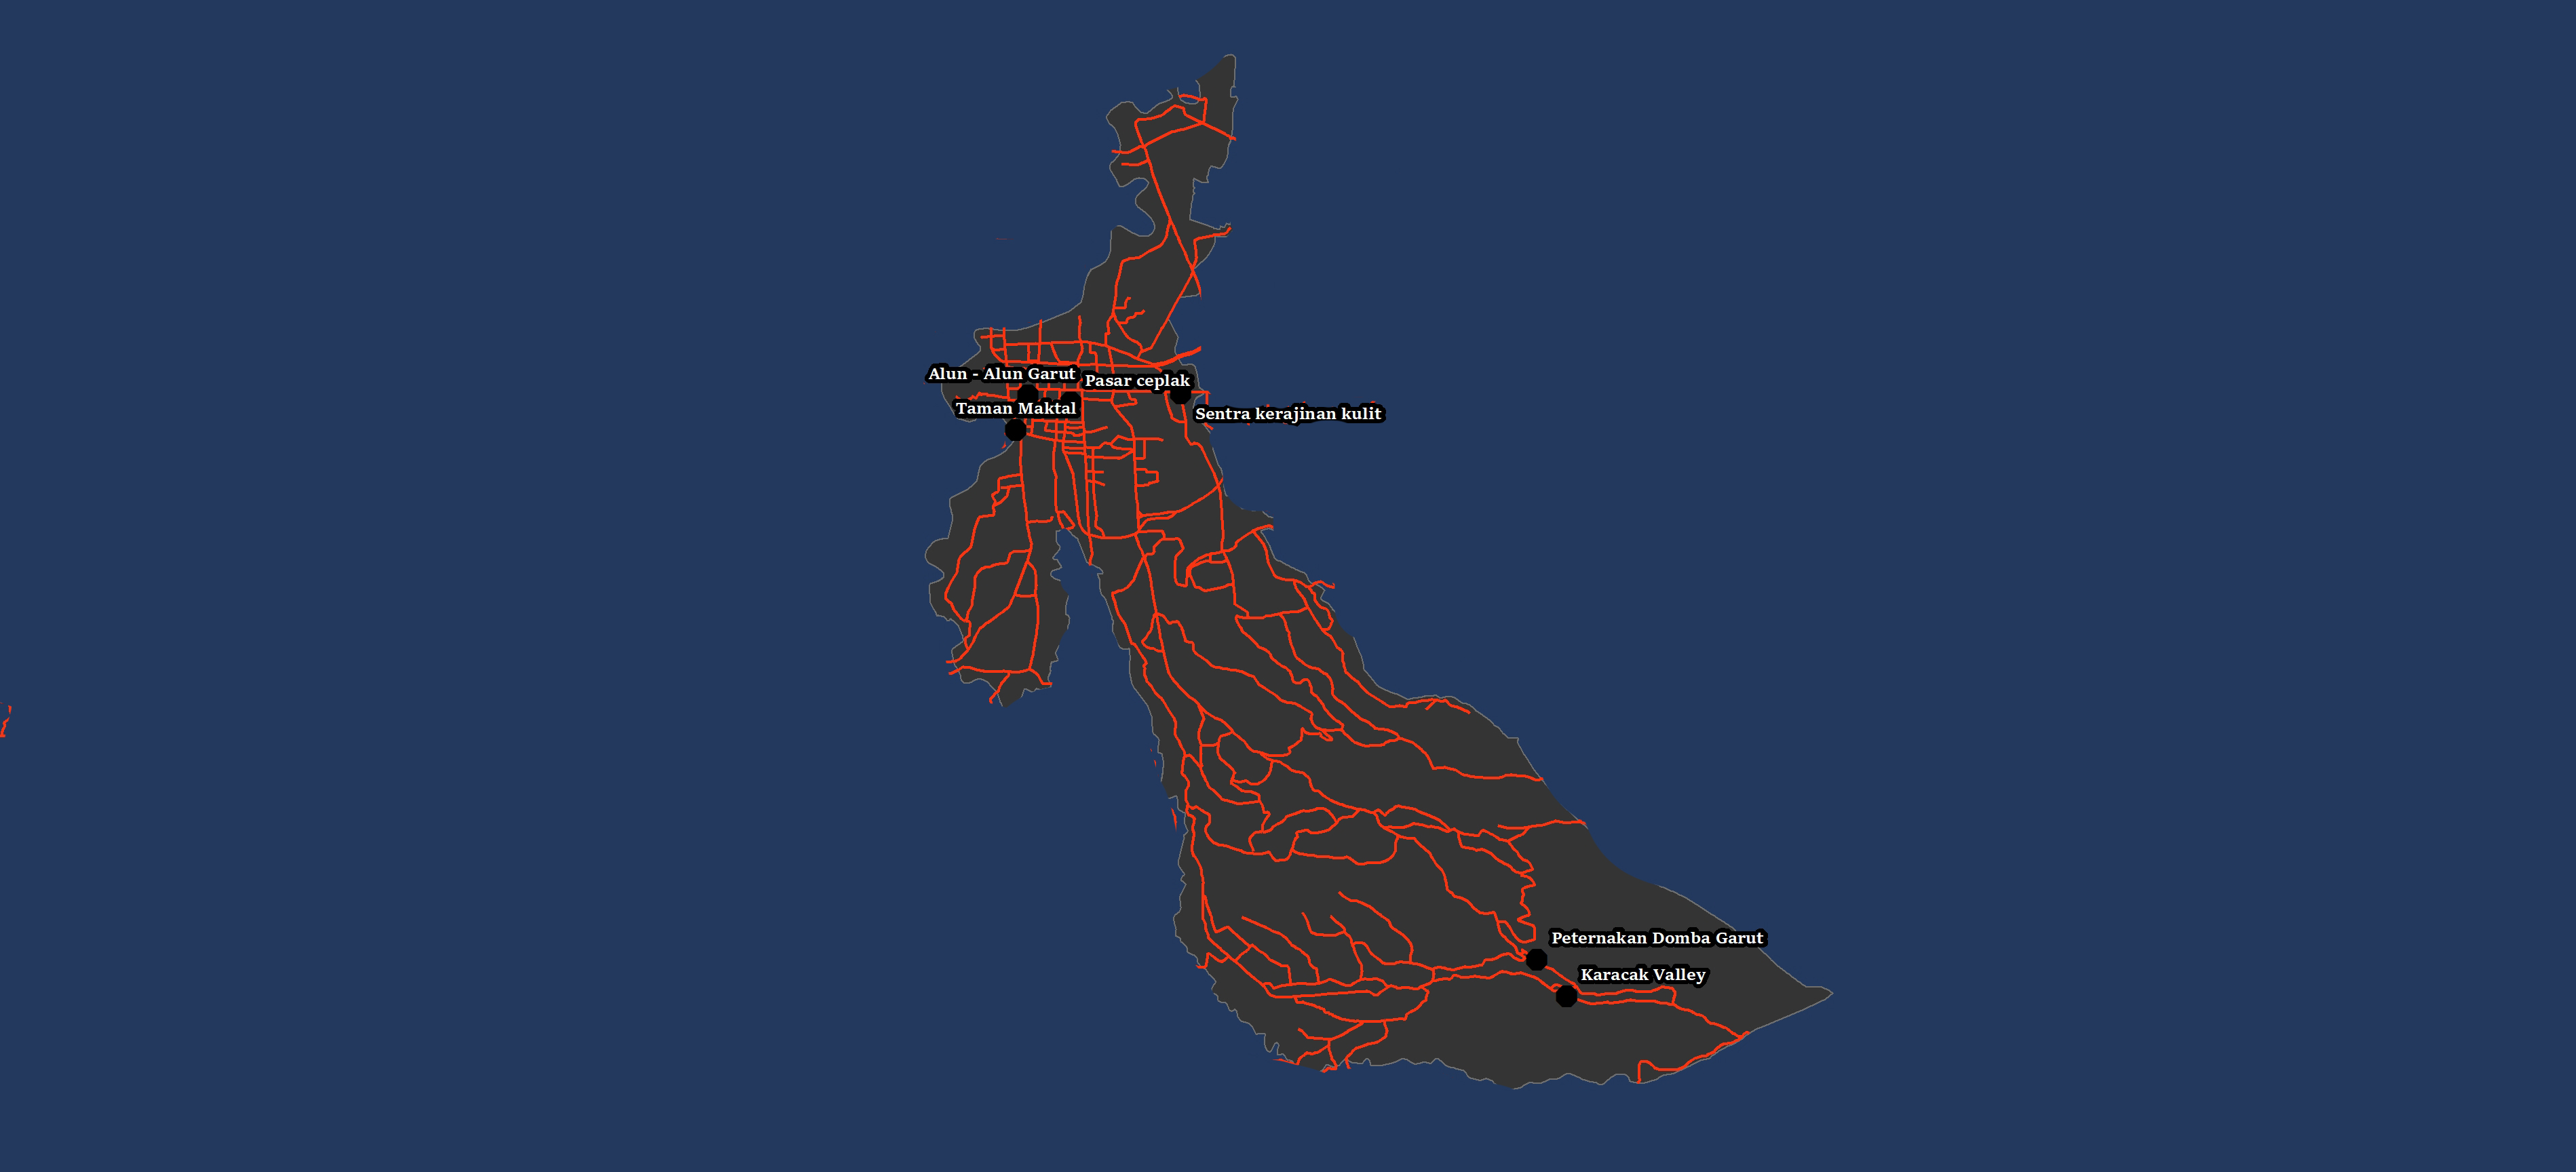 Alun - Alun Garut
Pasar ceplak
Taman Maktal
Sentra kerajinan kulit
Peternakan Domba Garut
Karacak Valley